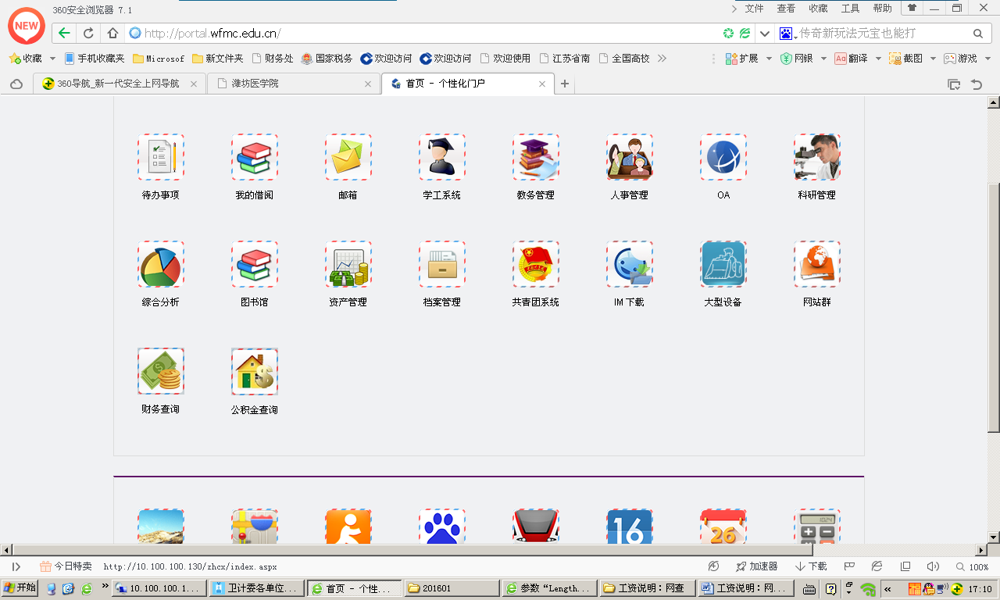 360安全浏览器 7.1
文件 查看 收藏 工具 帮助
NEW
http://portal.wfmc.edu.cn/
传奇新玩法元宝也能打
收藏 手机收藏夹 Microsof 新文件夹 财务处 国家税务 欢迎访问 欢迎访问 欢迎使用 江苏省南 全国高校 扩展 网银 翻译 截图 游戏
360导航_新一代安全上网导航 潍坊医学院 首页 - 个性化门户
待办事项 我的借阅 邮箱 学工系统 教务管理 人事管理 OA 科研管理
综合分析 图书馆 资产管理 档案管理 共青团系统 IM 下载 大型设备 网站群
财务查询 公积金查询
16 26 1024
今日特卖 http://10.100.100.130/zhcx/index.aspx 加速器 下载 100%
开始 10.100.100.1... 卫计委各单位... 首页 - 个性 201601 参数“Length... 工资说明：网查 工资说明：网... 17:10